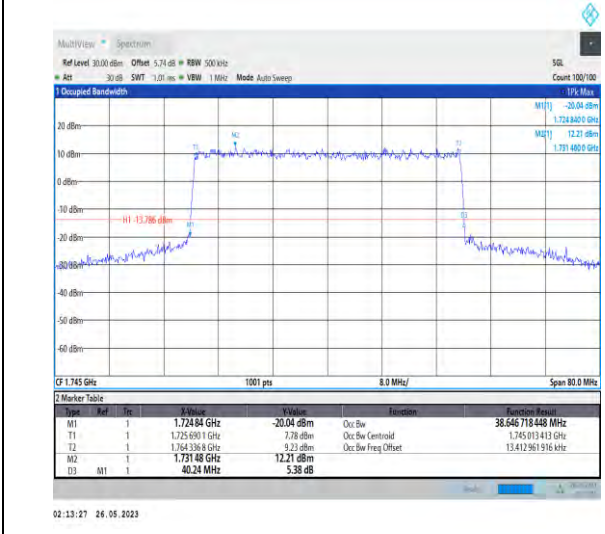 MultiView Spectrum
Ref Level 30.00 dBm Offset 5.74 dB RBW 500 kHz SGL
Att 30 dB SWT 1.01 ms VBW 1 MHz Mode Auto Sweep Count 100/100
1 Occupied Bandwidth 1Pk Max
M1[1] -20.04 dBm
1.724 840 0 GHz
M2[1] 12.21 dBm
1.731 480 0 GHz
20 dBm
M2
T1
T2
10 dBm
0 dBm
-10 dBm
H1 -13.786 dBm
D3
M1
-20 dBm
-30 dBm
-40 dBm
-50 dBm
-60 dBm
CF 1.745 GHz 1001 pts 8.0 MHz/ Span 80.0 MHz
2 Marker Table
Type Ref Trc X-Value Y-Value Function Function Result
M1 1 1.724 84 GHz -20.04 dBm Occ Bw 38.646 718 448 MHz
T1 1 1.725 690 1 GHz 7.78 dBm Occ Bw Centroid 1.745 013 413 GHz
T2 1 1.764 336 8 GHz 9.23 dBm Occ Bw Freq Offset 13.412 961 916 kHz
M2 1 1.731 48 GHz 12.21 dBm
D3 M1 1 40.24 MHz 5.38 dB
02:13:27 26.05.2023